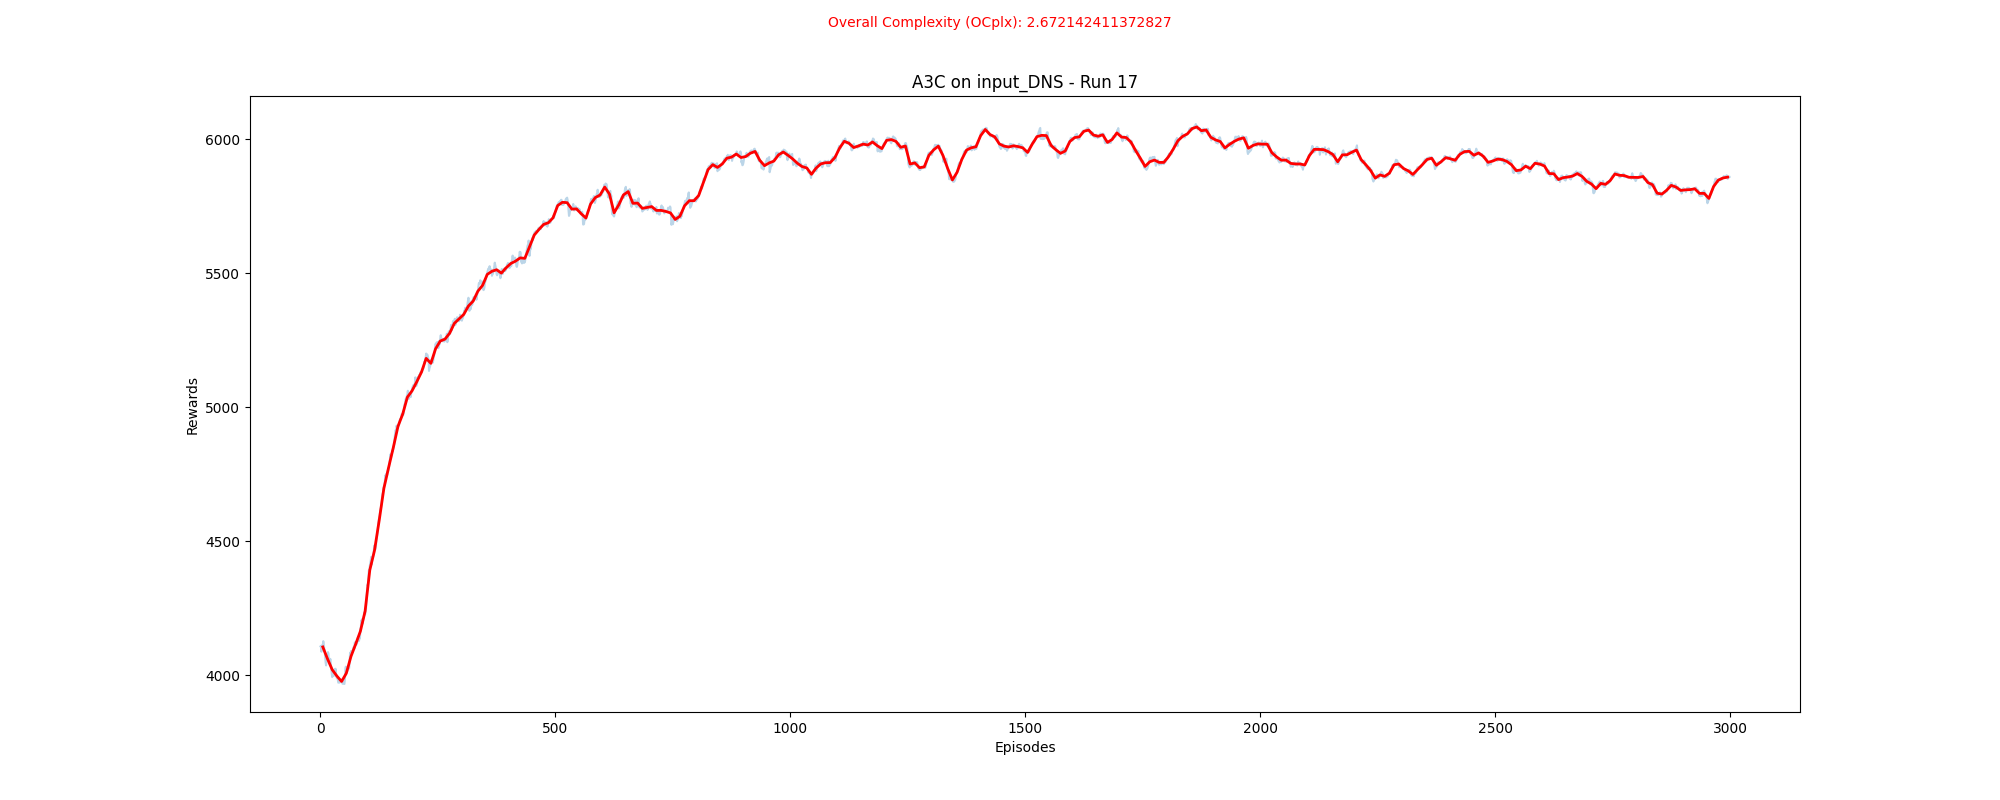 Overall Complexity (OCplx): 2.672142411372827
A3C on input_DNS - Run 17
6000
5500
5000
4500
4000
Rewards
0 500 1000 1500 2000 2500 3000
Episodes